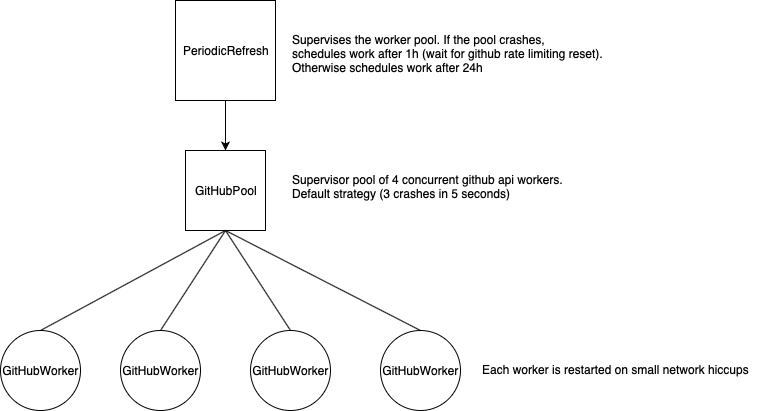 PeriodicRefresh
Supervises the worker pool. If the pool crashes,
schedules work after 1h (wait for github rate limiting reset).
Otherwise schedules work after 24h
GitHubPool
Supervisor pool of 4 concurrent github api workers.
Default strategy (3 crashes in 5 seconds)
GitHubWorker
GitHubWorker
GitHubWorker
GitHubWorker
Each worker is restarted on small network hiccups